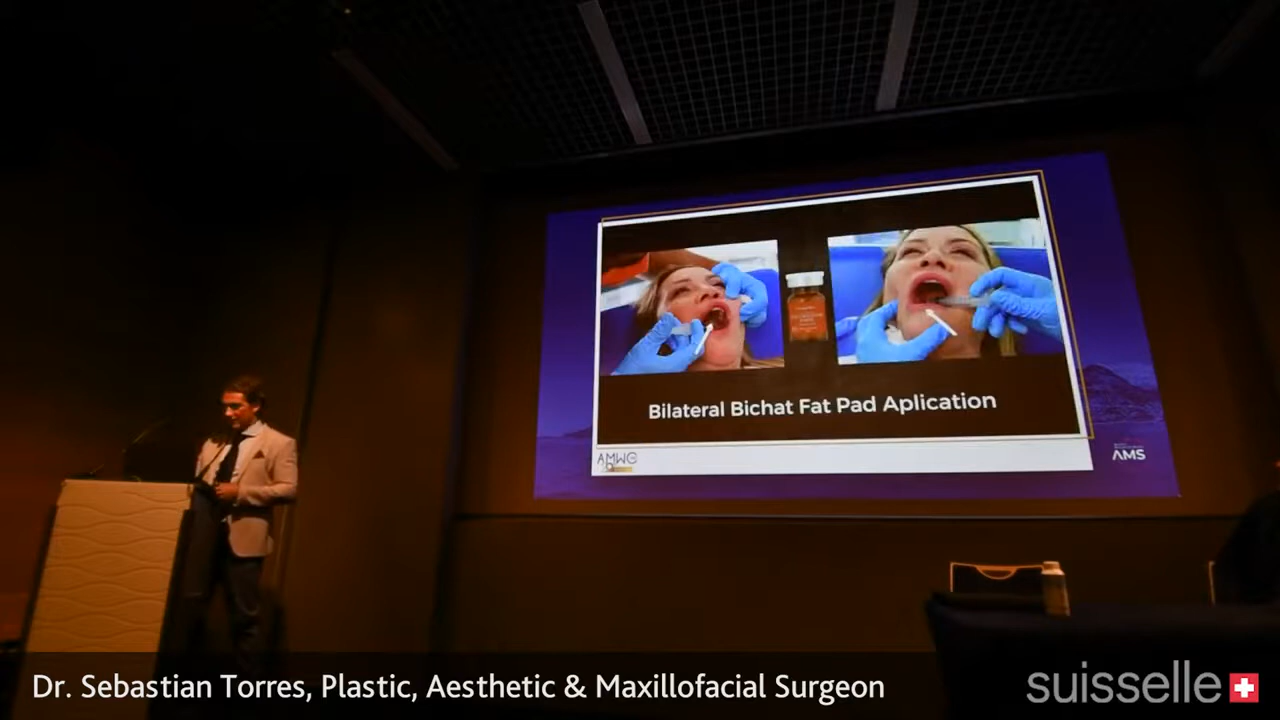 Bilateral Bichat Fat Pad Aplication
AMWC
AMS
Dr. Sebastian Torres, Plastic, Aesthetic & Maxillofacial Surgeon
suisselle